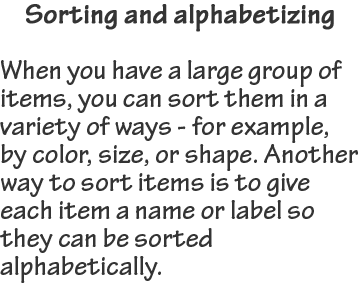 Sorting and alphabetizing
When you have a large group of
items, you can sort them in a
variety of ways - for example,
by color, size, or shape. Another
way to sort items is to give
each item a name or label so
they can be sorted
alphabetically.